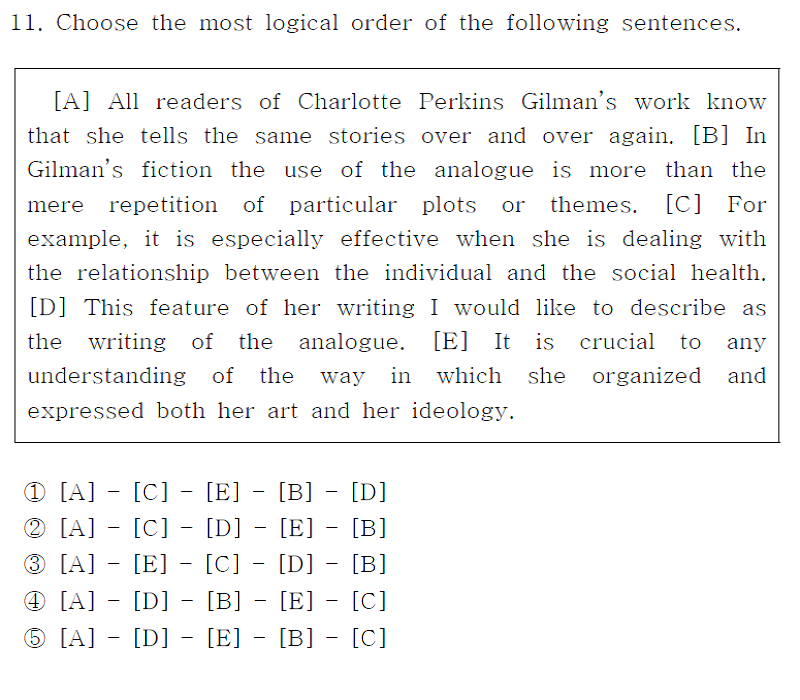 11. Choose the most logical order of the following sentences.
[A] All readers of Charlotte Perkins Gilman's work know
that she tells the same stories over and over again. [B] In
Gilman's fiction the use of the analogue is more than the
mere repetition of particular plots or themes. [C] For
example, it is especially effective when she is dealing with
the relationship between the individual and the social health.
[D] This feature of her writing I would like to describe as
the writing of the analogue. [E] It is crucial to any
understanding of the way in which she organized and
expressed both her art and her ideology.
① [A] - [C] - [E] - [B] - [D]
② [A] - [C] - [D] - [E] - [B]
③ [A] - [E] - [C] - [D] - [B]
④ [A] - [D] - [B] - [E] - [C]
⑤ [A] - [D] - [E] - [B] - [C]